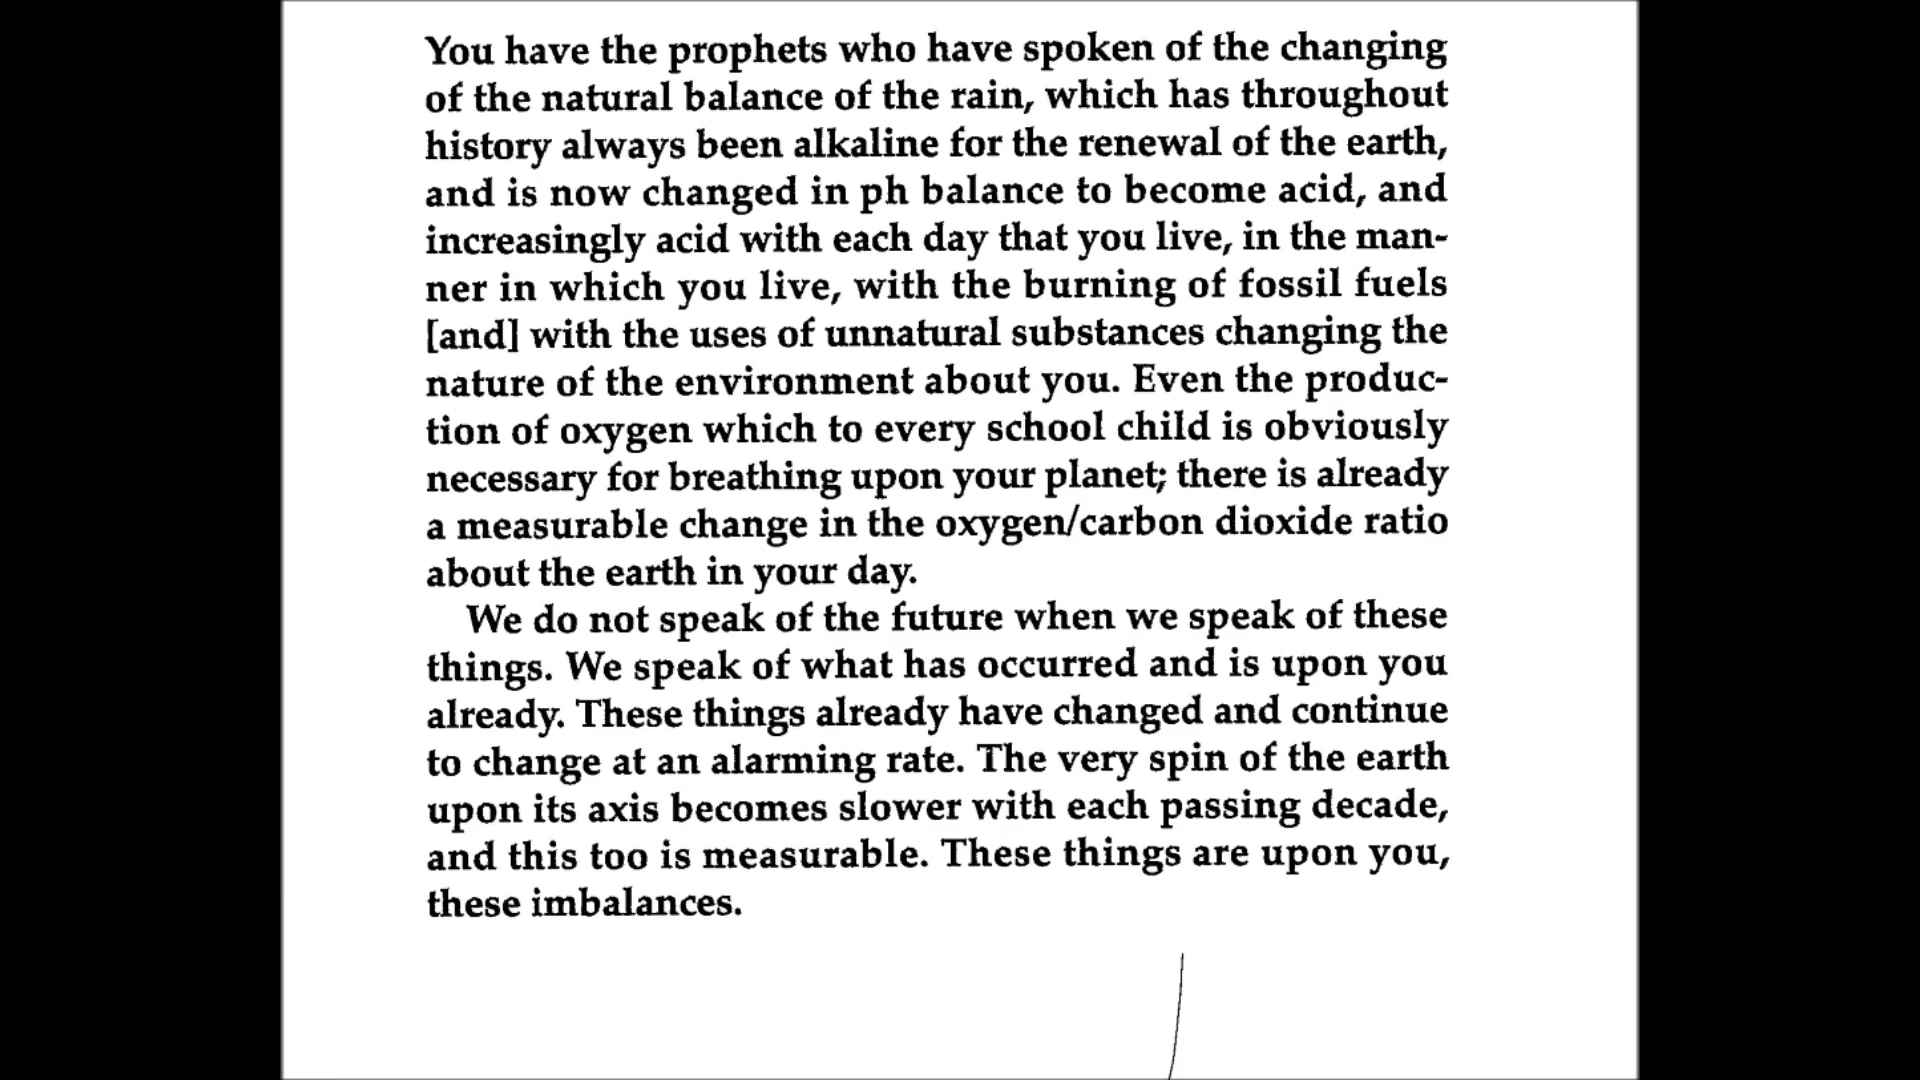 You have the prophets who have spoken of the changing
of the natural balance of the rain, which has throughout
history always been alkaline for the renewal of the earth,
and is now changed in ph balance to become acid, and
increasingly acid with each day that you live, in the man-
ner in which you live, with the burning of fossil fuels
[and] with the uses of unnatural substances changing the
nature of the environment about you. Even the produc-
tion of oxygen which to every school child is obviously
necessary for breathing upon your planet; there is already
a measurable change in the oxygen/carbon dioxide ratio
about the earth in your day.
We do not speak of the future when we speak of these
things. We speak of what has occurred and is upon you
already. These things already have changed and continue
to change at an alarming rate. The very spin of the earth
upon its axis becomes slower with each passing decade,
and this too is measurable. These things are upon you,
these imbalances.